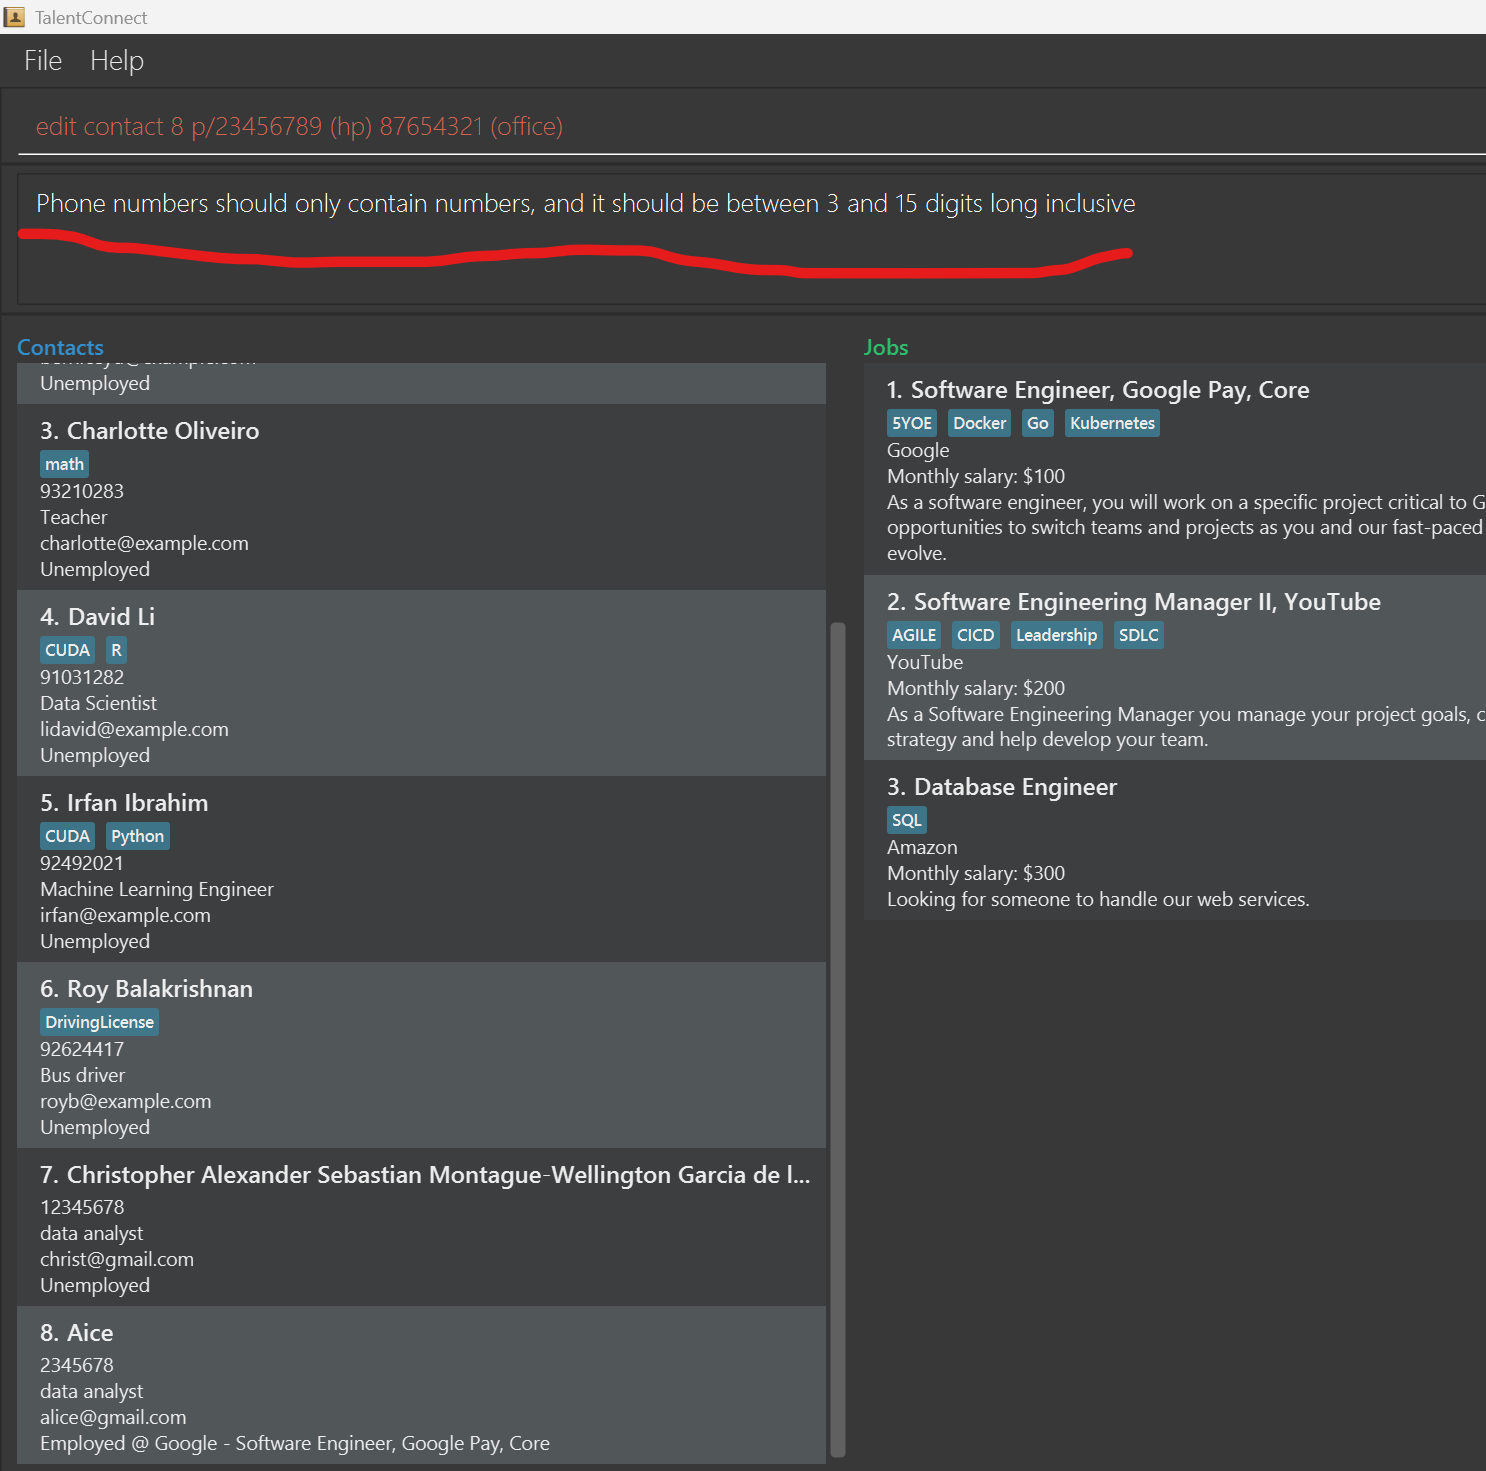 TalentConnect
File Help
edit contact 8 p/23456789 (hp) 87654321 (office)
Phone numbers should only contain numbers, and it should be between 3 and 15 digits long inclusive
Contacts
Unemployed
3. Charlotte Oliveiro
math
93210283
Teacher
charlotte@example.com
Unemployed
4. David Li
CUDA R
91031282
Data Scientist
lidavid@example.com
Unemployed
5. Irfan Ibrahim
CUDA Python
92492021
Machine Learning Engineer
irfan@example.com
Unemployed
6. Roy Balakrishnan
DrivingLicense
92624417
Bus driver
royb@example.com
Unemployed
7. Christopher Alexander Sebastian Montague-Wellington Garcia de l...
12345678
data analyst
christ@gmail.com
Unemployed
8. Aice
2345678
data analyst
alice@gmail.com
Employed @ Google - Software Engineer, Google Pay, Core
Jobs
1. Software Engineer, Google Pay, Core
5YOE Docker Go Kubernetes
Google
Monthly salary: $100
As a software engineer, you will work on a specific project critical to G
opportunities to switch teams and projects as you and our fast-paced
evolve.
2. Software Engineering Manager II, YouTube
AGILE CICD Leadership SDLC
YouTube
Monthly salary: $200
As a Software Engineering Manager you manage your project goals, c
strategy and help develop your team.
3. Database Engineer
SQL
Amazon
Monthly salary: $300
Looking for someone to handle our web services.